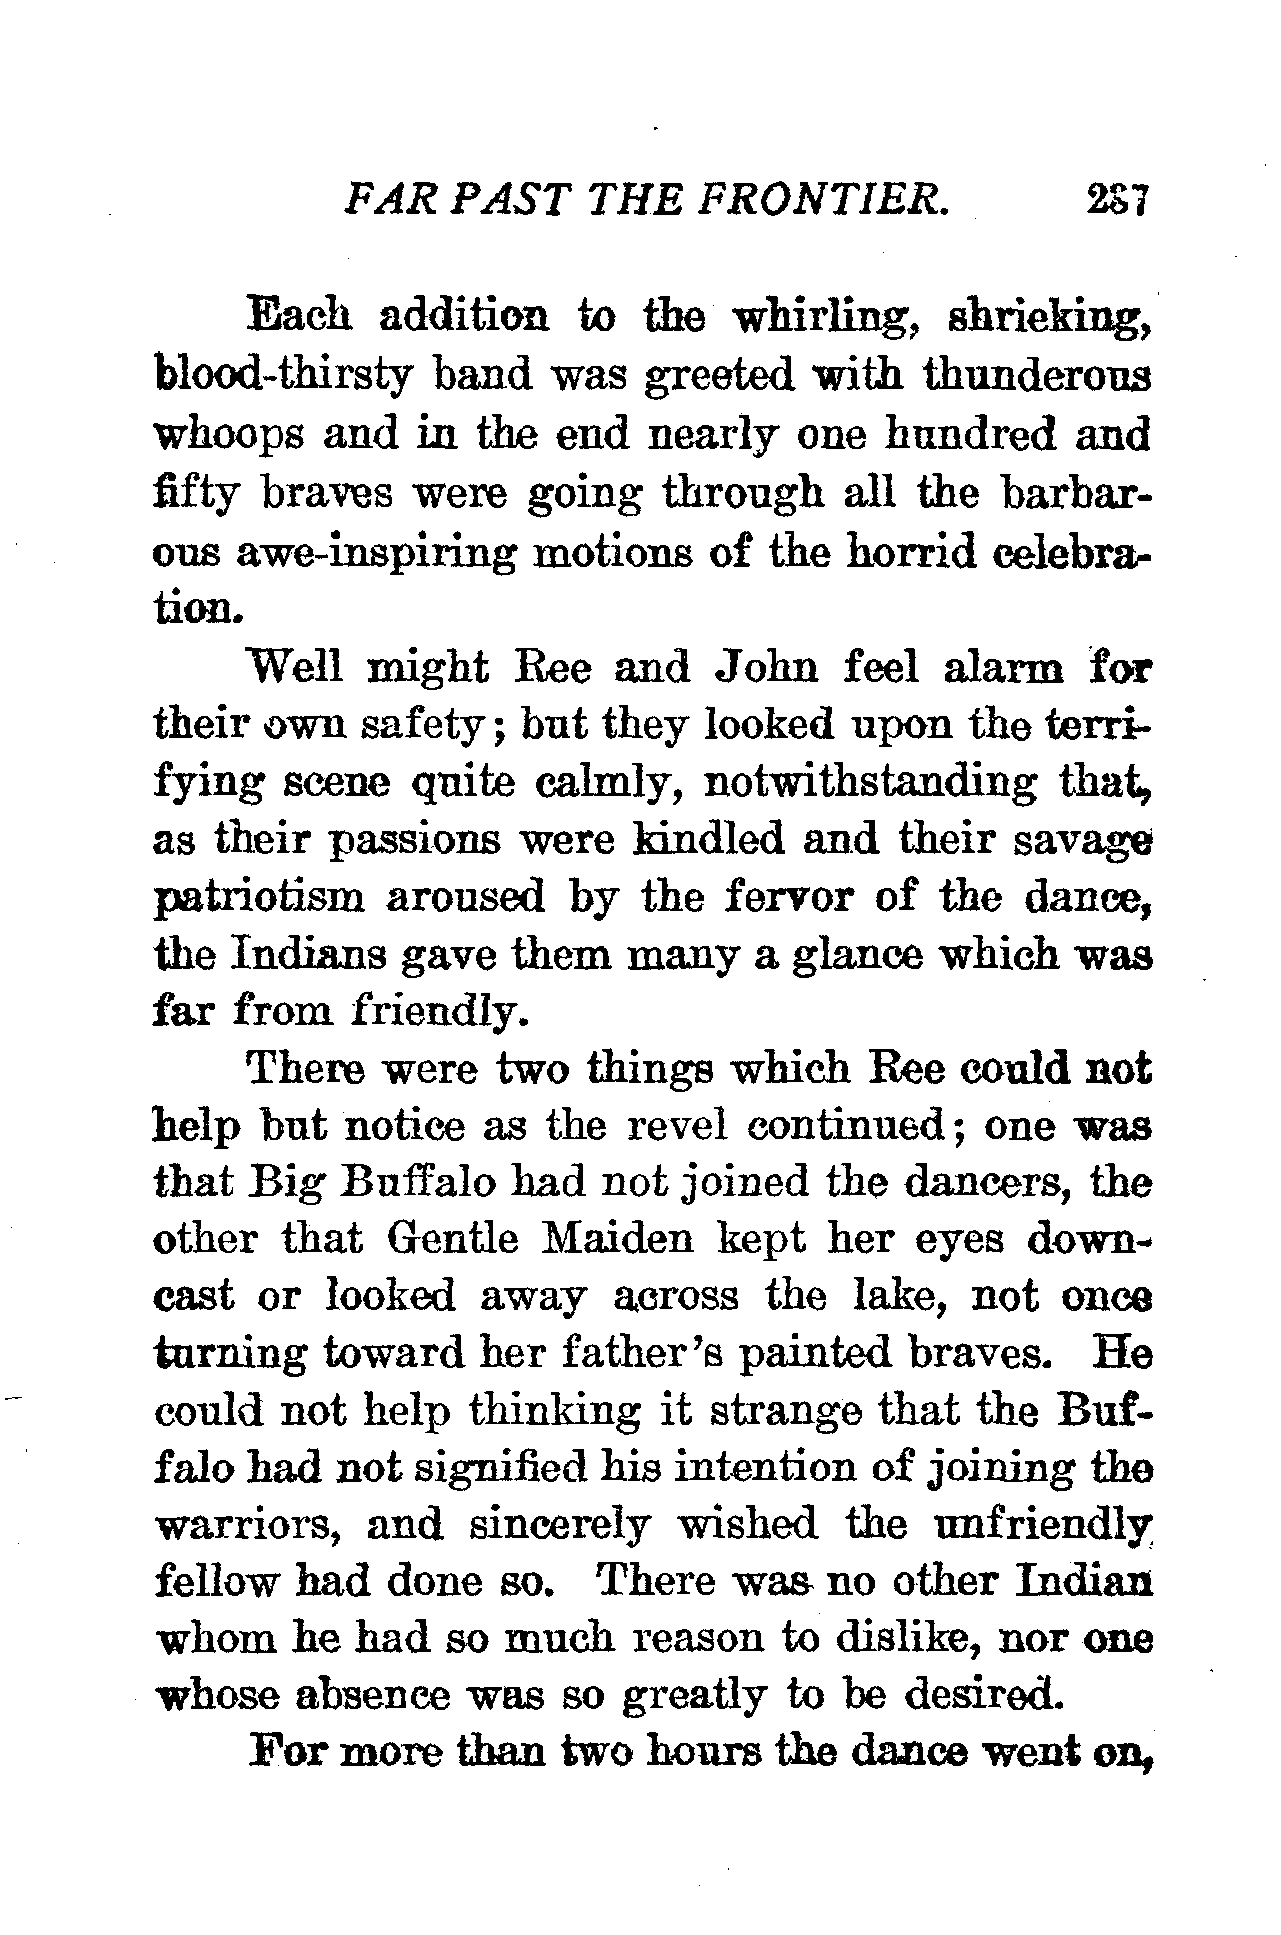 FAR PAST THE FRONTIER. 287
Each addition to the whirling, shrieking,
blood-thirsty band was greeted with thunderous
whoops and in the end nearly one hundred and
fifty braves were going through all the barbar-
ous awe-inspiring motions of the horrid celebra-
tion.
Well might Ree and John feel alarm for
their own safety; but they looked upon the terri-
fying scene quite calmly, notwithstanding that,
as their passions were kindled and their savage
patriotism aroused by the fervor of the dance,
the Indians gave them many a glance which was
far from friendly.
There were two things which Ree could not
help but notice as the revel continued; one was
that Big Buffalo had not joined the dancers, the
other that Gentle Maiden kept her eyes down-
cast or looked away across the lake, not once
turning toward her father's painted braves. He
could not help thinking it strange that the Buf-
falo had not signified his intention of joining the
warriors, and sincerely wished the unfriendly
fellow had done so. There was no other Indian
whom he had so much reason to dislike, nor one
whose absence was so greatly to be desired.
For more than two hours the dance went on,